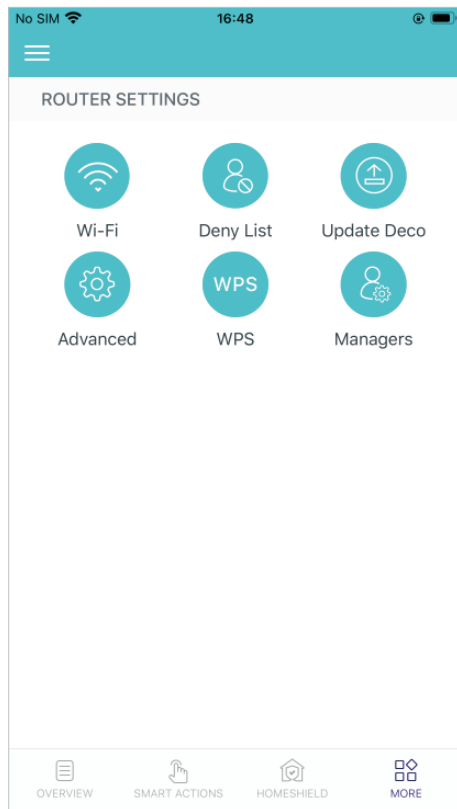 No SIM 16:48
ROUTER SETTINGS
Wi-Fi Deny List Update Deco
WPS
Advanced WPS Managers
OVERVIEW SMART ACTIONS HOMESHIELD MORE